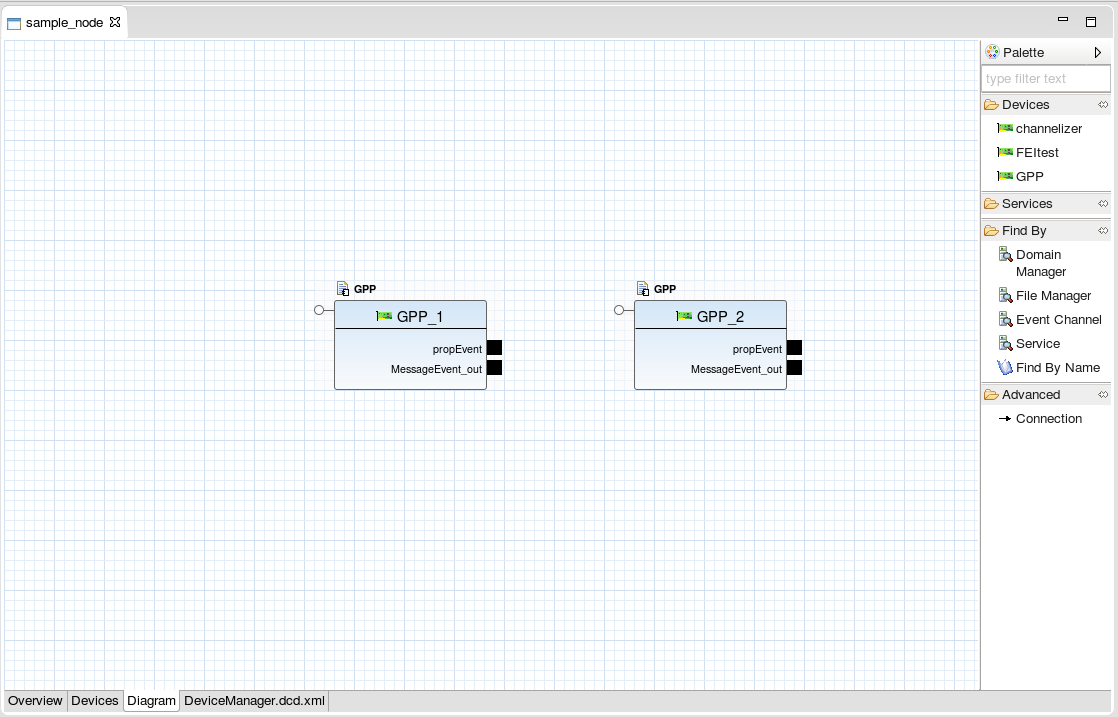 sample_node
Palette
type filter text
Devices
channelizer
FEItest
GPP
Services
Find By
Domain
Manager
File Manager
Event Channel
Service
Find By Name
Advanced
Connection
GPP
GPP_1
propEvent
MessageEvent_out
GPP
GPP_2
propEvent
MessageEvent_out
Overview
Devices
Diagram
DeviceManager.dcd.xml